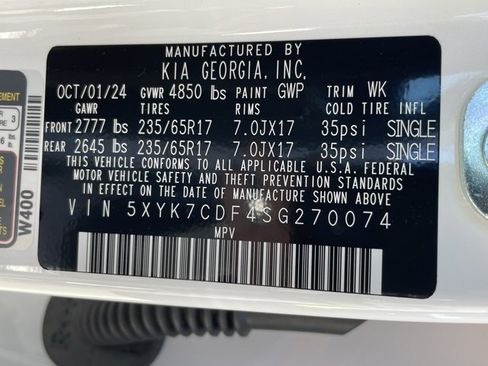 MANUFACTURED BY
KIA GEORGIA, INC.
OCT/01/24 GVWR 4850 lbs PAINT GWP TRIM WK
GAWR TIRES RIMS COLD TIRE INFL
FRONT 2777 lbs 235/65R17 7.0JX17 35psi SINGLE
REAR 2645 lbs 235/65R17 7.0JX17 35psi SINGLE
THIS VEHICLE CONFORMS TO ALL APPLICABLE U.S.A. FEDERAL
MOTOR VEHICLE SAFETY AND THEFT PREVENTION STANDARDS
IN EFFECT ON THE DATE OF MANUFACTURE SHOWN ABOVE.
VIN 5XYK7CDF4SG270074
MPV
W400
3